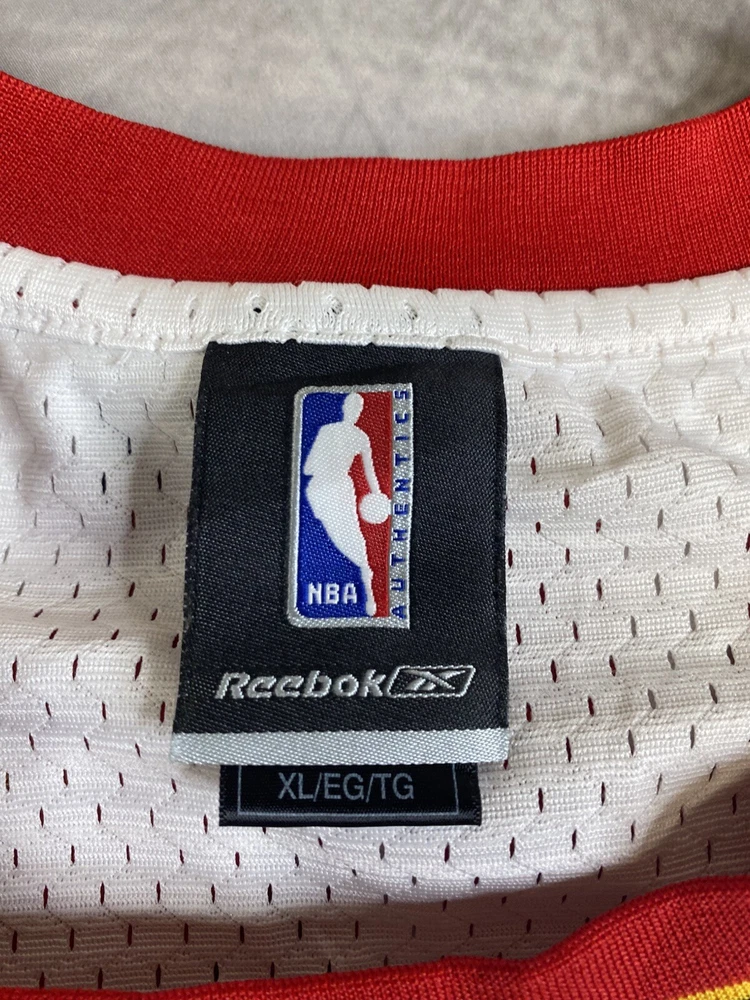 NBA
AUTHENTICS
Reebok
XL/EG/TG